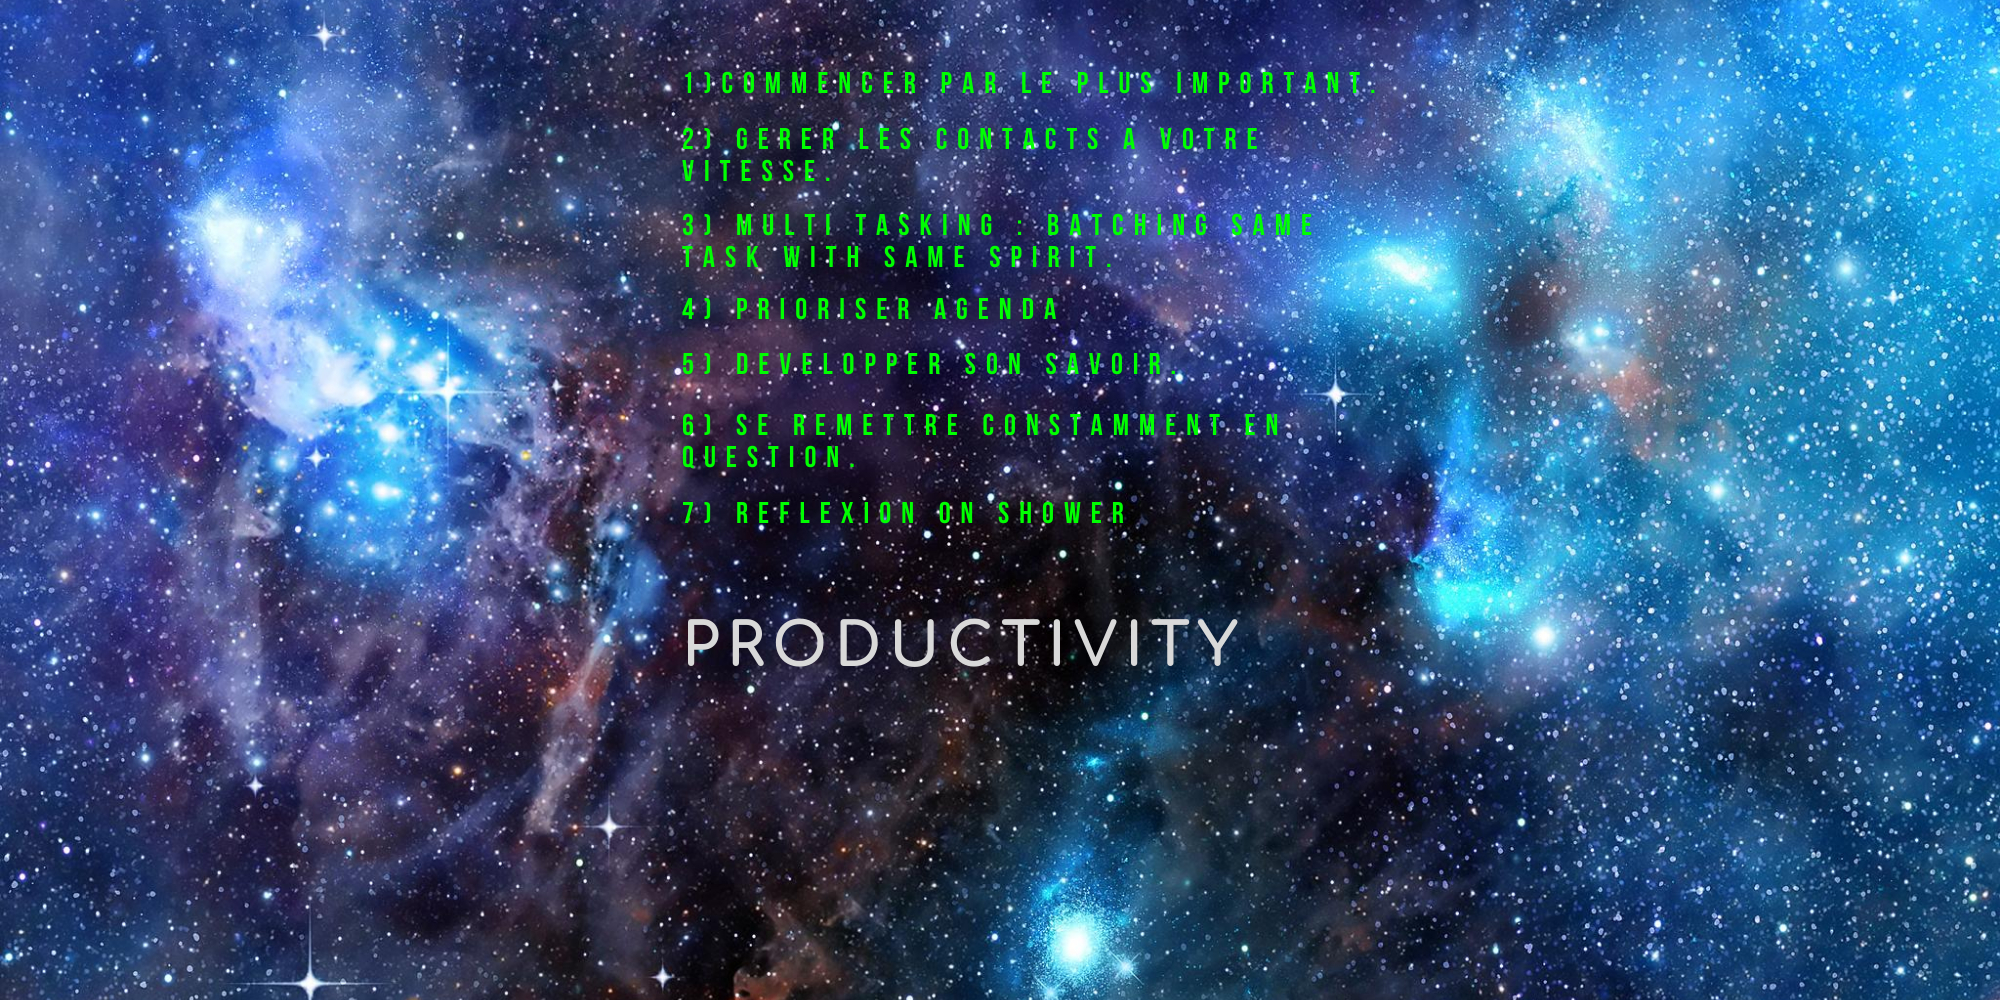 1)COMMENCER PAR LE PLUS IMPORTANT.
2) GERER LES CONTACTS A VOTRE
VITESSE.
3) MULTI TASKING : BATCHING SAME
TASK WITH SAME SPIRIT.
4) PRIORISER AGENDA
5) DEVELOPPER SON SAVOIR.
6) SE REMETTRE CONSTAMMENT EN
QUESTION.
7) REFLEXION ON SHOWER
PRODUCTIVITY